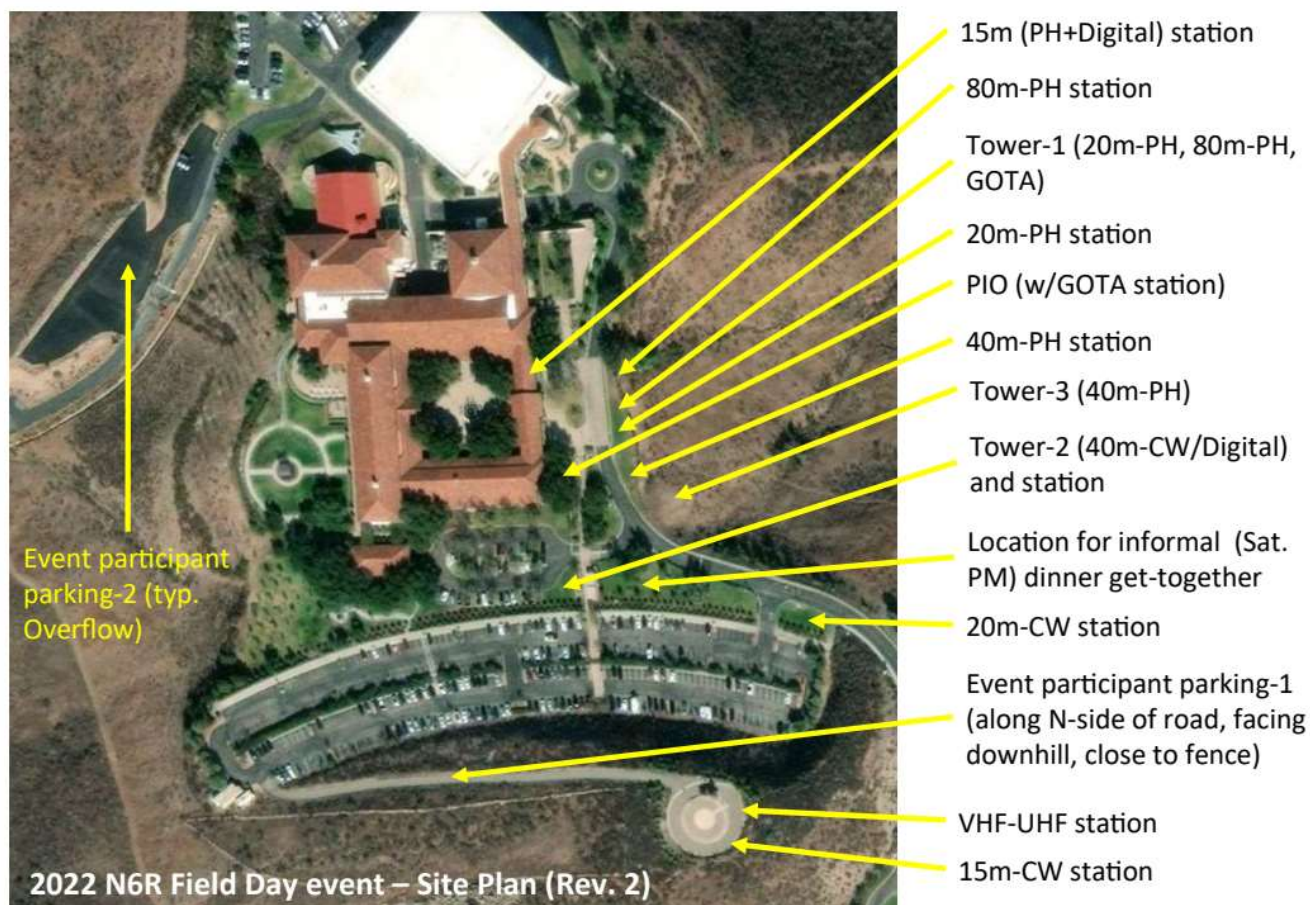 15m (PH+Digital) station
80m-PH station
Tower-1 (20m-PH, 80m-PH,
GOTA)
20m-PH station
PIO (w/GOTA station)
40m-PH station
Tower-3 (40m-PH)
Tower-2 (40m-CW/Digital)
and station
Location for informal (Sat.
PM) dinner get-together
20m-CW station
Event participant parking-1
(along N-side of road, facing
downhill, close to fence)
VHF-UHF station
15m-CW station
Event participant
parking-2 (typ.
Overflow)
2022 N6R Field Day event – Site Plan (Rev. 2)